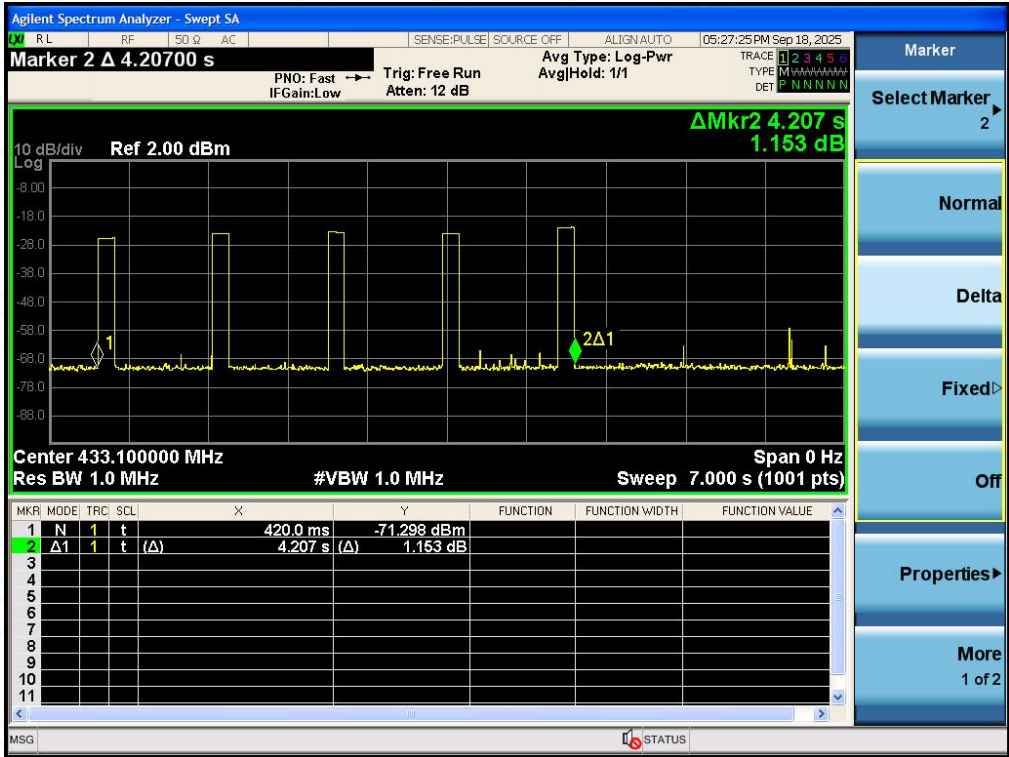 Agilent Spectrum Analyzer - Swept SA
LXI RL RF 50 Ω AC SENSE:PULSE SOURCE OFF ALIGN AUTO 05:27:25 PM Sep 18, 2025
Marker 2 Δ 4.20700 s
PNO: Fast
IFGain:Low
Trig: Free Run
Atten: 12 dB
Avg Type: Log-Pwr
Avg|Hold: 1/1
TRACE 1 2 3 4 5 6
TYPE M
DET P N N N N N
ΔMkr2 4.207 s
1.153 dB
10 dB/div Ref 2.00 dBm
Log
-8.00
-18.0
-28.0
-38.0
-48.0
-58.0
-68.0
-78.0
-88.0
1
2Δ1
Center 433.100000 MHz Span 0 Hz
Res BW 1.0 MHz #VBW 1.0 MHz Sweep 7.000 s (1001 pts)
MKR MODE TRC SCL X Y FUNCTION FUNCTION WIDTH FUNCTION VALUE
1 N 1 t 420.0 ms -71.298 dBm
2 Δ1 1 t (Δ) 4.207 s (Δ) 1.153 dB
3
4
5
6
7
8
9
10
11
MSG STATUS
Marker
Select Marker
2
Normal
Delta
Fixed
Off
Properties
More
1 of 2